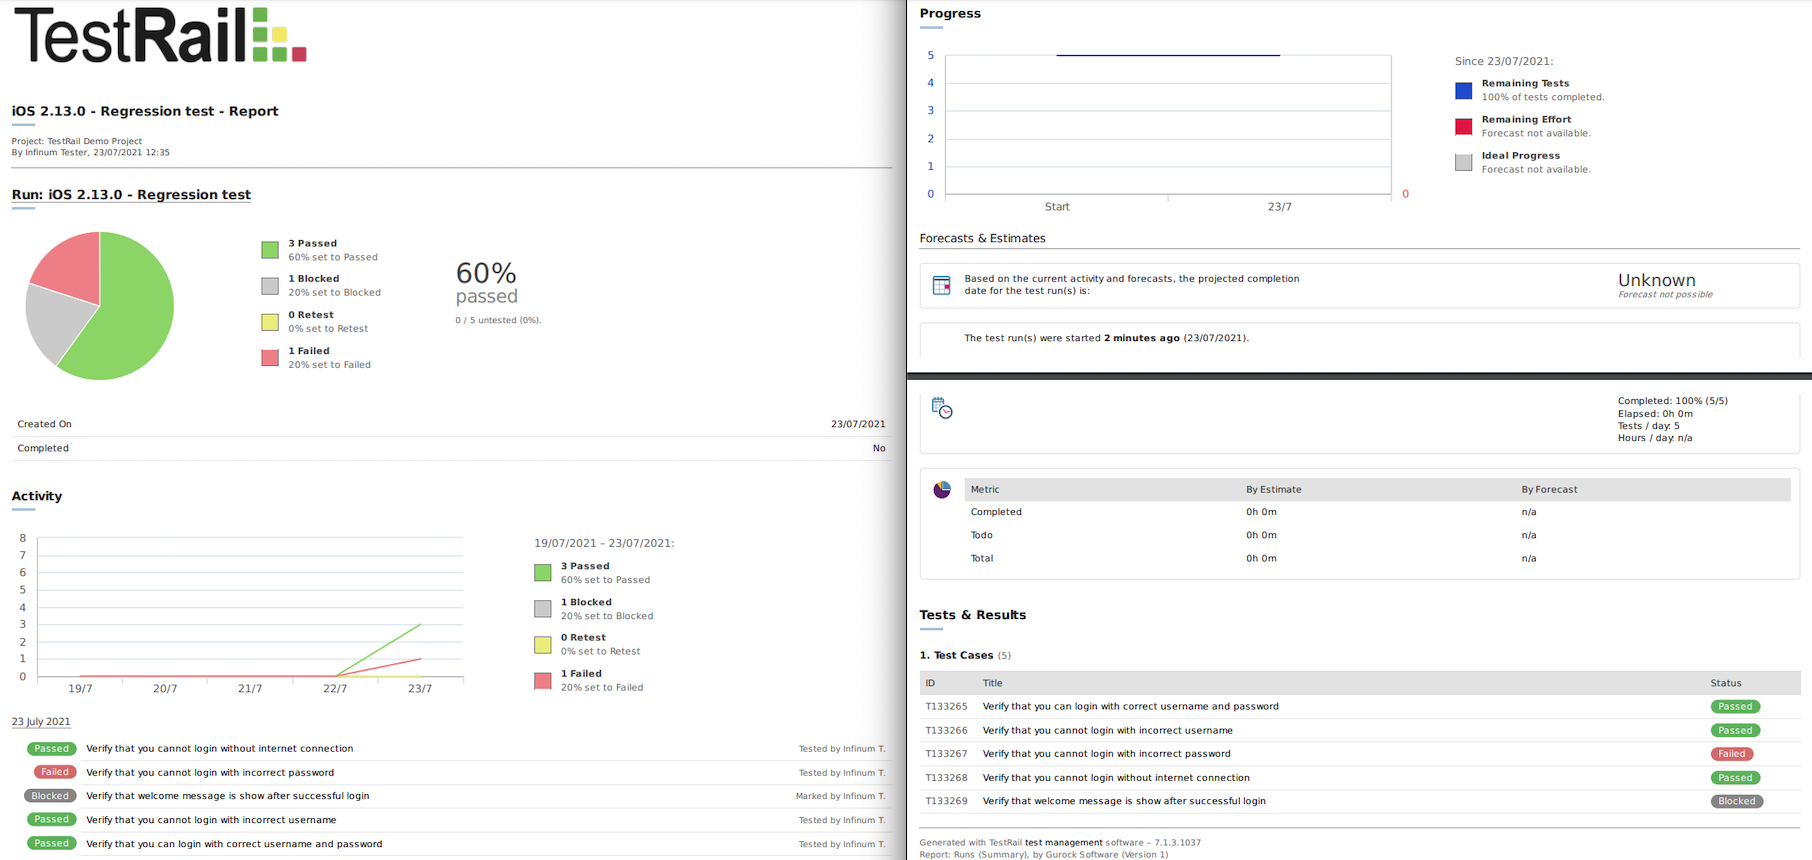 TestRail
iOS 2.13.0 - Regression test - Report
Project: TestRail Demo Project
By Infinum Tester, 23/07/2021 12:35
Run: iOS 2.13.0 - Regression test
3 Passed
60% set to Passed
1 Blocked
20% set to Blocked
0 Retest
0% set to Retest
1 Failed
20% set to Failed
60%
passed
0 / 5 untested (0%).
Created On 23/07/2021
Completed No
Activity
8
7
6
5
4
3
2
1
0
19/7 20/7 21/7 22/7 23/7
19/07/2021 – 23/07/2021:
3 Passed
60% set to Passed
1 Blocked
20% set to Blocked
0 Retest
0% set to Retest
1 Failed
20% set to Failed
23 July 2021
Passed Verify that you cannot login without internet connection Tested by Infinum T.
Failed Verify that you cannot login with incorrect password Tested by Infinum T.
Blocked Verify that welcome message is show after successful login Marked by Infinum T.
Passed Verify that you cannot login with incorrect username Tested by Infinum T.
Passed Verify that you can login with correct username and password Tested by Infinum T.
Progress
5
4
3
2
1
0 0
Start 23/7
Since 23/07/2021:
Remaining Tests
100% of tests completed.
Remaining Effort
Forecast not available.
Ideal Progress
Forecast not available.
Forecasts & Estimates
Based on the current activity and forecasts, the projected completion
date for the test run(s) is:
Unknown
Forecast not possible
The test run(s) were started 2 minutes ago (23/07/2021).
Completed: 100% (5/5)
Elapsed: 0h 0m
Tests / day: 5
Hours / day: n/a
Metric By Estimate By Forecast
Completed 0h 0m n/a
Todo 0h 0m n/a
Total 0h 0m n/a
Tests & Results
1. Test Cases (5)
ID Title Status
T133265 Verify that you can login with correct username and password Passed
T133266 Verify that you cannot login with incorrect username Passed
T133267 Verify that you cannot login with incorrect password Failed
T133268 Verify that you cannot login without internet connection Passed
T133269 Verify that welcome message is show after successful login Blocked
Generated with TestRail test management software – 7.1.3.1037
Report: Runs (Summary), by Gurock Software (Version 1)